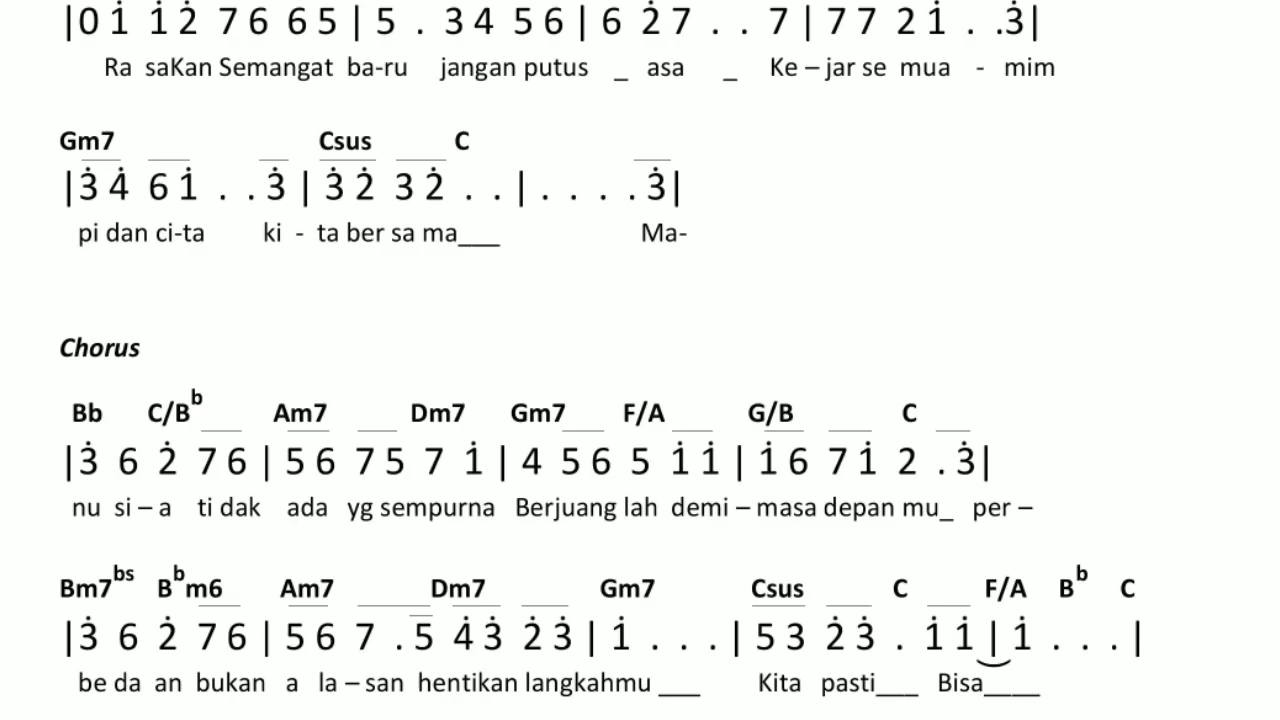 |0 1̇ 1̇ 2̇ 7 6 6 5 | 5 . 3 4 5 6 | 6 2̇ 7 . . 7 | 7 7 2 1̇ . .3̇|
Ra saKan Semangat ba-ru jangan putus _ asa _ Ke – jar se mua - mim
Gm7 Csus C
|3̇ 4̇ 6 1̇ . . 3̇ | 3̇ 2̇ 3 2̇ . . | . . . . 3̇|
pi dan ci-ta ki - ta ber sa ma___ Ma-
Chorus
Bb C/Bb Am7 Dm7 Gm7 F/A G/B C
|3̇ 6 2̇ 7 6 | 5 6 7 5 7 1̇ | 4 5 6 5 1̇ 1̇ | 1̇ 6 7 1̇ 2 . 3̇|
nu si – a ti dak ada yg sempurna Berjuang lah demi – masa depan mu_ per –
Bm7bs Bbm6 Am7 Dm7 Gm7 Csus C F/A Bb C
|3̇ 6 2̇ 7 6 | 5 6 7 . 5̇ 4̇ 3̇ 2̇ 3̇ | 1̇ . . . | 5 3 2̇ 3̇ . 1̇ 1̇ | 1̇ . . . |
be da an bukan a la – san hentikan langkahmu ___ Kita pasti___ Bisa____